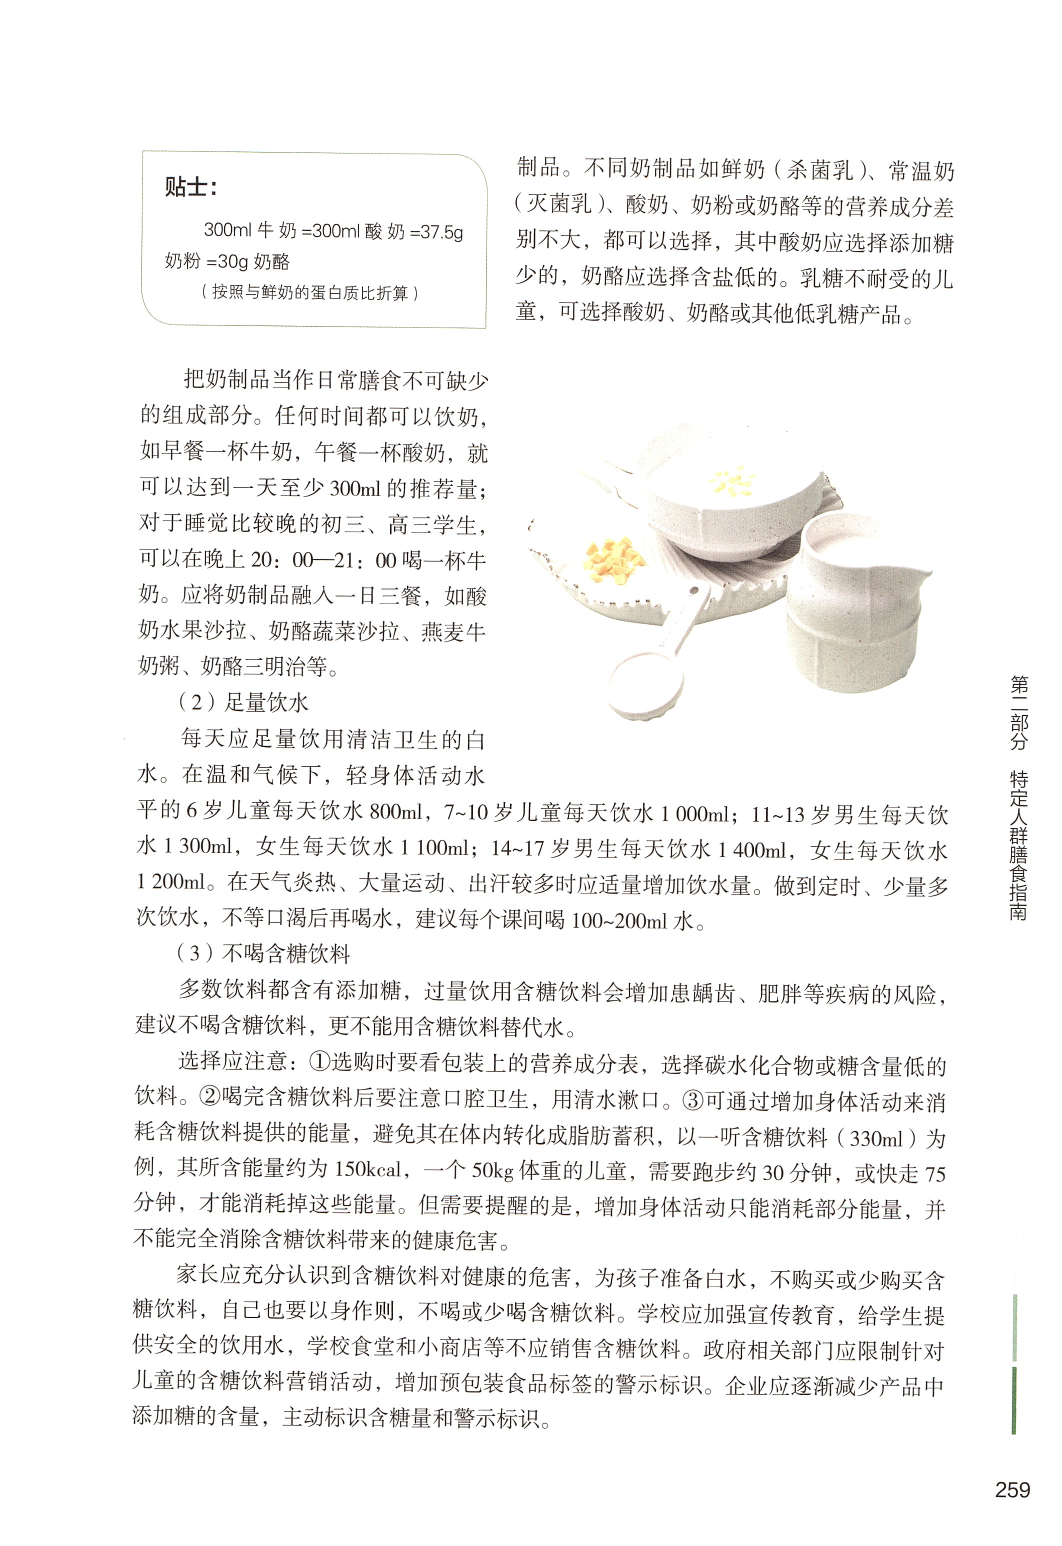 贴士：
300ml 牛 奶 =300ml 酸 奶 =37.5g
奶粉 =30g 奶酪
（按照与鲜奶的蛋白质比折算）
制品。不同奶制品如鲜奶（杀菌乳）、常温奶
（灭菌乳）、酸奶、奶粉或奶酪等的营养成分差
别不大，都可以选择，其中酸奶应选择添加糖
少的，奶酪应选择含盐低的。乳糖不耐受的儿
童，可选择酸奶、奶酪或其他低乳糖产品。
把奶制品当作日常膳食不可缺少
的组成部分。任何时间都可以饮奶，
如早餐一杯牛奶，午餐一杯酸奶，就
可以达到一天至少 300ml 的推荐量；
对于睡觉比较晚的初三、高三学生，
可以在晚上 20：00—21：00 喝一杯牛
奶。应将奶制品融入一日三餐，如酸
奶水果沙拉、奶酪蔬菜沙拉、燕麦牛
奶粥、奶酪三明治等。
（2）足量饮水
每天应足量饮用清洁卫生的白
水。在温和气候下，轻身体活动水
平的 6 岁儿童每天饮水 800ml，7~10 岁儿童每天饮水 1 000ml；11~13 岁男生每天饮
水 1 300ml，女生每天饮水 1 100ml；14~17 岁男生每天饮水 1 400ml，女生每天饮水
1 200ml。在天气炎热、大量运动、出汗较多时应适量增加饮水量。做到定时、少量多
次饮水，不等口渴后再喝水，建议每个课间喝 100~200ml 水。
（3）不喝含糖饮料
多数饮料都含有添加糖，过量饮用含糖饮料会增加患龋齿、肥胖等疾病的风险，
建议不喝含糖饮料，更不能用含糖饮料替代水。
选择应注意：①选购时要看包装上的营养成分表，选择碳水化合物或糖含量低的
饮料。②喝完含糖饮料后要注意口腔卫生，用清水漱口。③可通过增加身体活动来消
耗含糖饮料提供的能量，避免其在体内转化成脂肪蓄积，以一听含糖饮料（330ml）为
例，其所含能量约为 150kcal，一个 50kg 体重的儿童，需要跑步约 30 分钟，或快走 75
分钟，才能消耗掉这些能量。但需要提醒的是，增加身体活动只能消耗部分能量，并
不能完全消除含糖饮料带来的健康危害。
家长应充分认识到含糖饮料对健康的危害，为孩子准备白水，不购买或少购买含
糖饮料，自己也要以身作则，不喝或少喝含糖饮料。学校应加强宣传教育，给学生提
供安全的饮用水，学校食堂和小商店等不应销售含糖饮料。政府相关部门应限制针对
儿童的含糖饮料营销活动，增加预包装食品标签的警示标识。企业应逐渐减少产品中
添加糖的含量，主动标识含糖量和警示标识。
第二部分 特定人群膳食指南
259